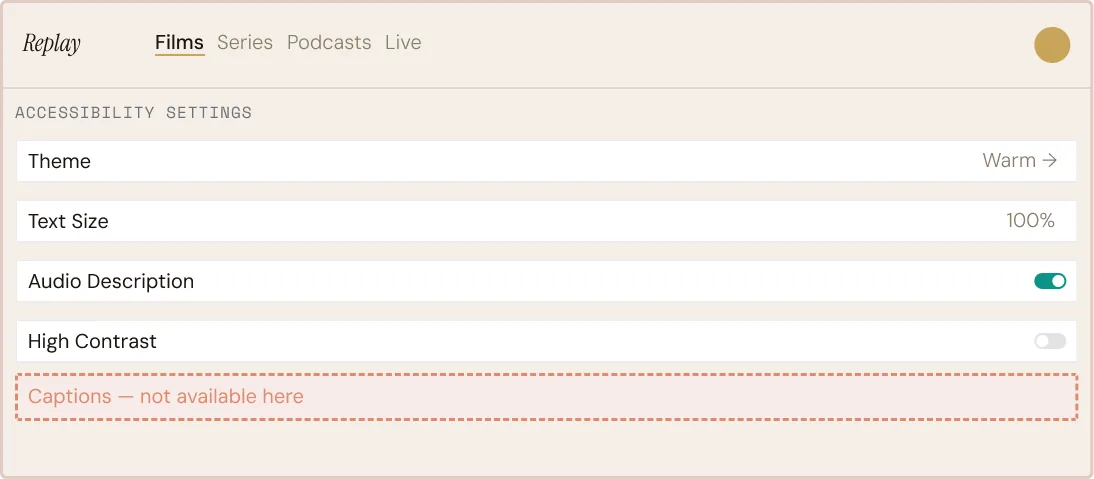 Replay Films Series Podcasts Live
ACCESSIBILITY SETTINGS
Theme Warm →
Text Size 100%
Audio Description
High Contrast
Captions — not available here